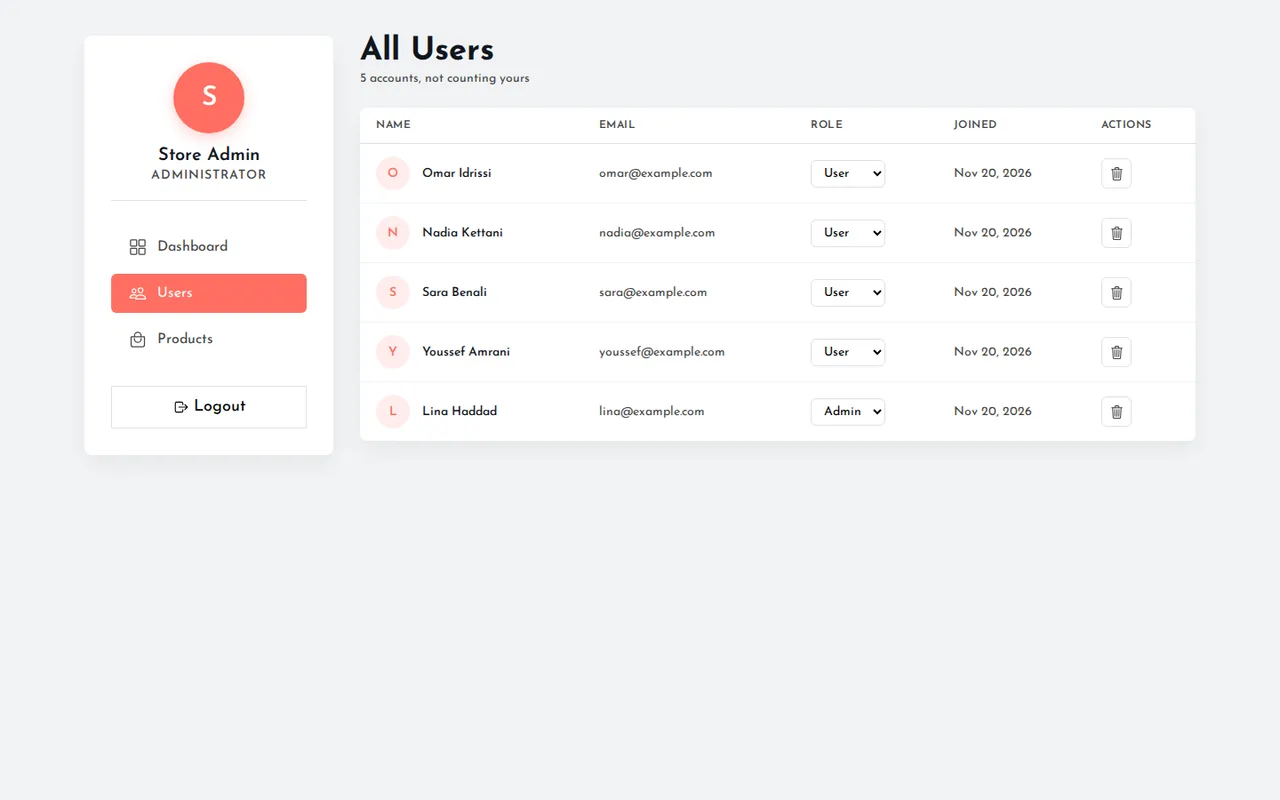 S
Store Admin
ADMINISTRATOR
Dashboard
Users
Products
Logout
All Users
5 accounts, not counting yours
NAME EMAIL ROLE JOINED ACTIONS
O Omar Idrissi omar@example.com User Nov 20, 2026
N Nadia Kettani nadia@example.com User Nov 20, 2026
S Sara Benali sara@example.com User Nov 20, 2026
Y Youssef Amrani youssef@example.com User Nov 20, 2026
L Lina Haddad lina@example.com Admin Nov 20, 2026